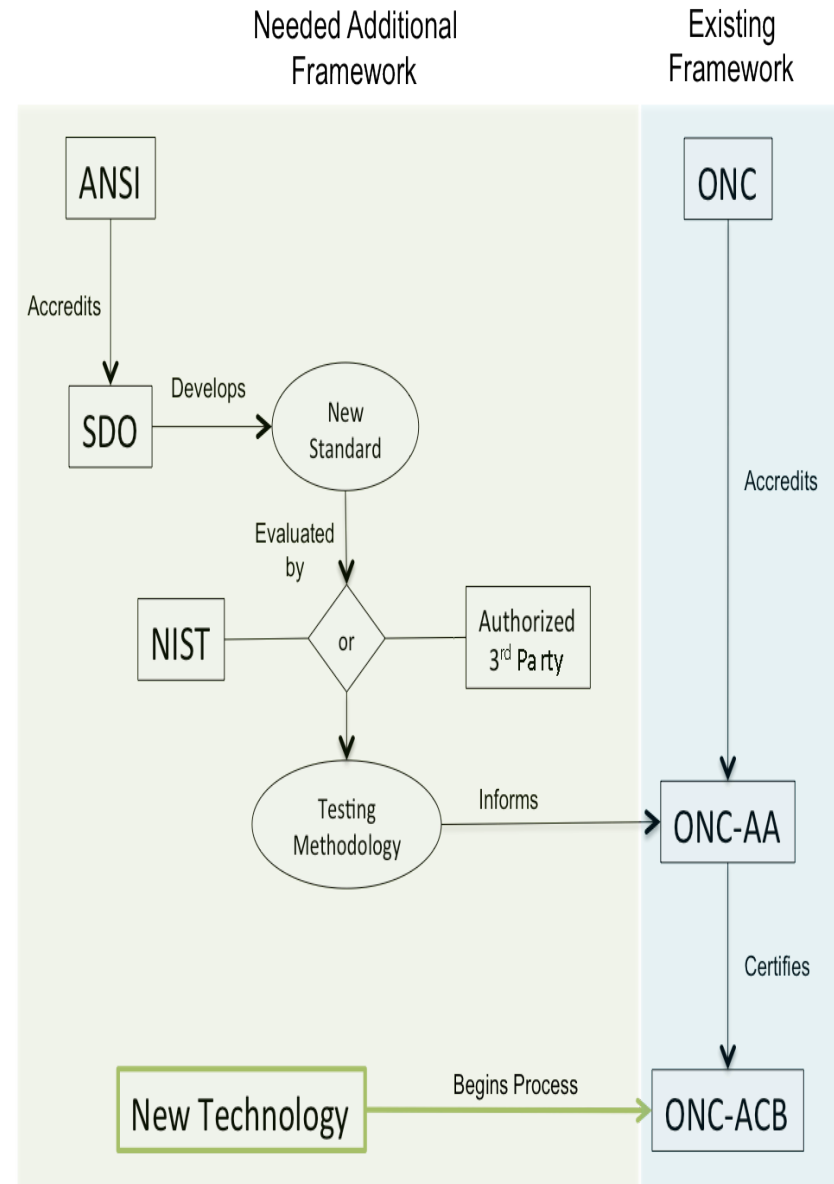 Needed Additional
Framework
Existing
Framework
ANSI
ONC
Accredits
SDO
Develops
New
Standard
Accredits
Evaluated
by
NIST
or
Authorized
3rd Party
Testing
Methodology
Informs
ONC-AA
Certifies
New Technology
Begins Process
ONC-ACB